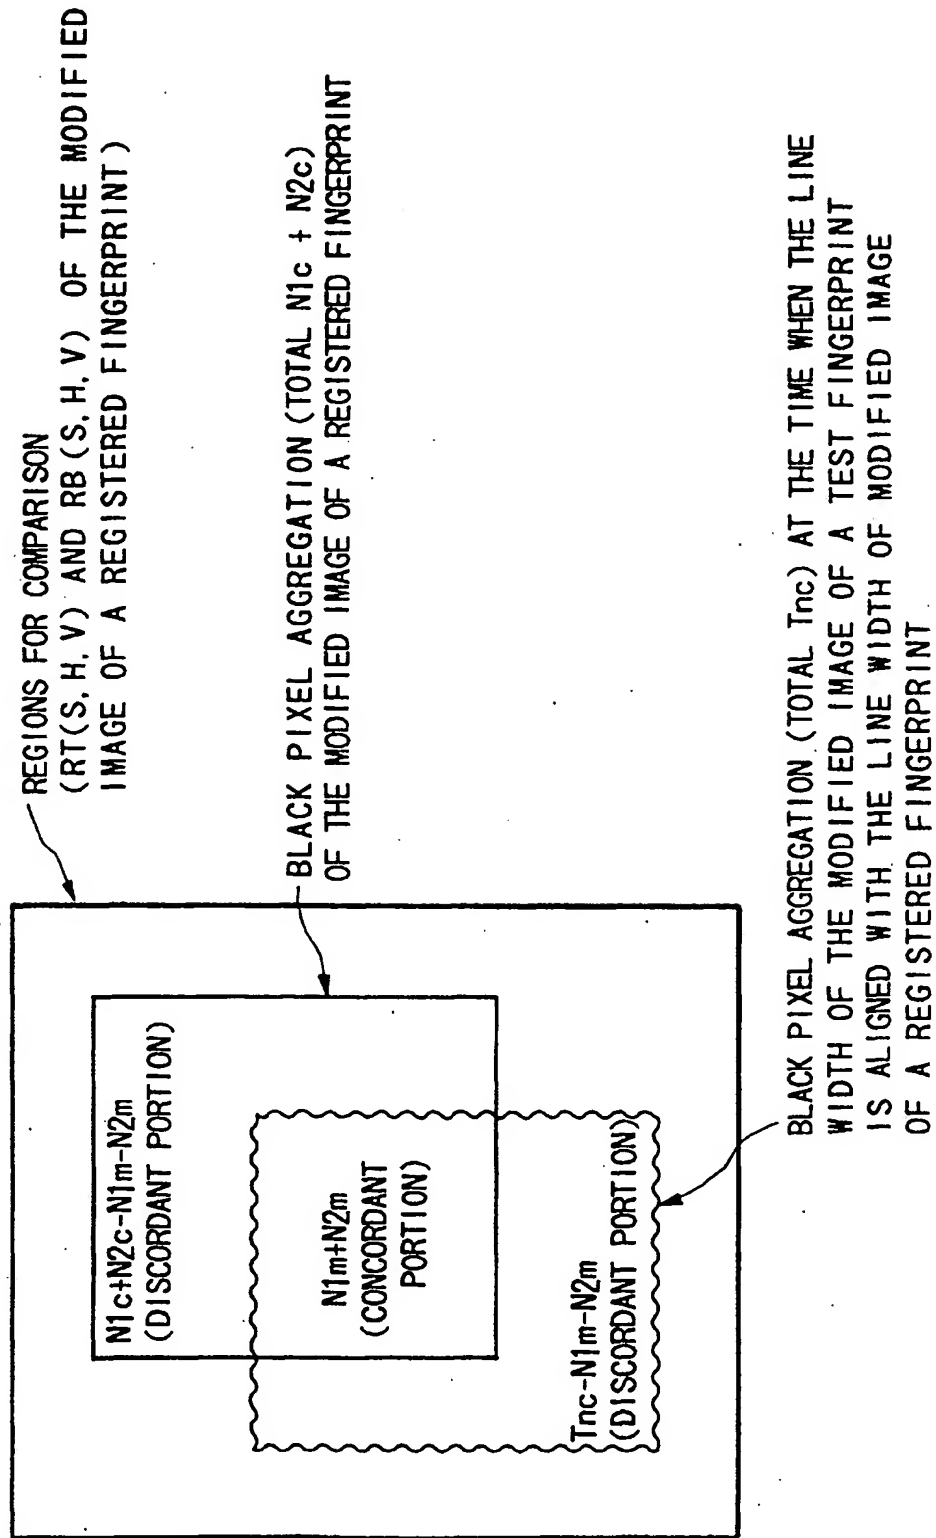 REGIONS FOR COMPARISON
(RT(S, H, V) AND RB(S, H, V) OF THE MODIFIED
IMAGE OF A REGISTERED FINGERPRINT)
BLACK PIXEL AGGREGATION (TOTAL N1c + N2c)
OF THE MODIFIED IMAGE OF A REGISTERED FINGERPRINT
N1c+N2c-N1m-N2m
(DISCORDANT PORTION)
N1m+N2m
(CONCORDANT
PORTION)
Tnc-N1m-N2m
(DISCORDANT PORTION)
BLACK PIXEL AGGREGATION (TOTAL Tnc) AT THE TIME WHEN THE LINE
WIDTH OF THE MODIFIED IMAGE OF A TEST FINGERPRINT
IS ALIGNED WITH THE LINE WIDTH OF MODIFIED IMAGE
OF A REGISTERED FINGERPRINT